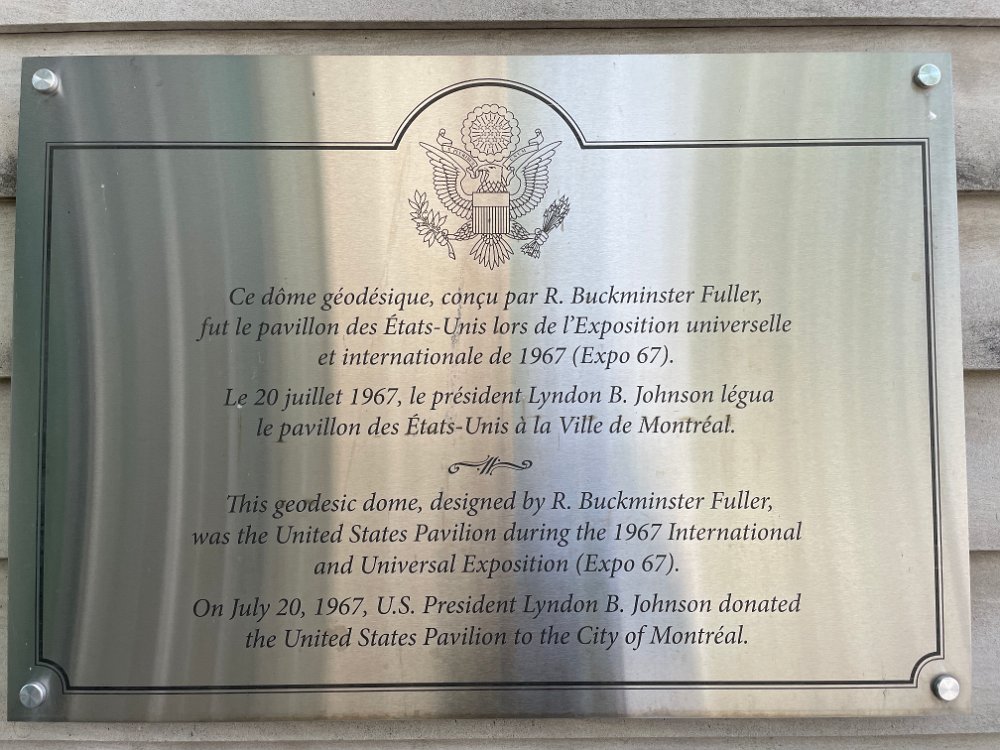 Ce dôme géodésique, conçu par R. Buckminster Fuller,
fut le pavillon des États-Unis lors de l'Exposition universelle
et internationale de 1967 (Expo 67).
Le 20 juillet 1967, le président Lyndon B. Johnson légua
le pavillon des États-Unis à la Ville de Montréal.
This geodesic dome, designed by R. Buckminster Fuller,
was the United States Pavilion during the 1967 International
and Universal Exposition (Expo 67).
On July 20, 1967, U.S. President Lyndon B. Johnson donated
the United States Pavilion to the City of Montréal.